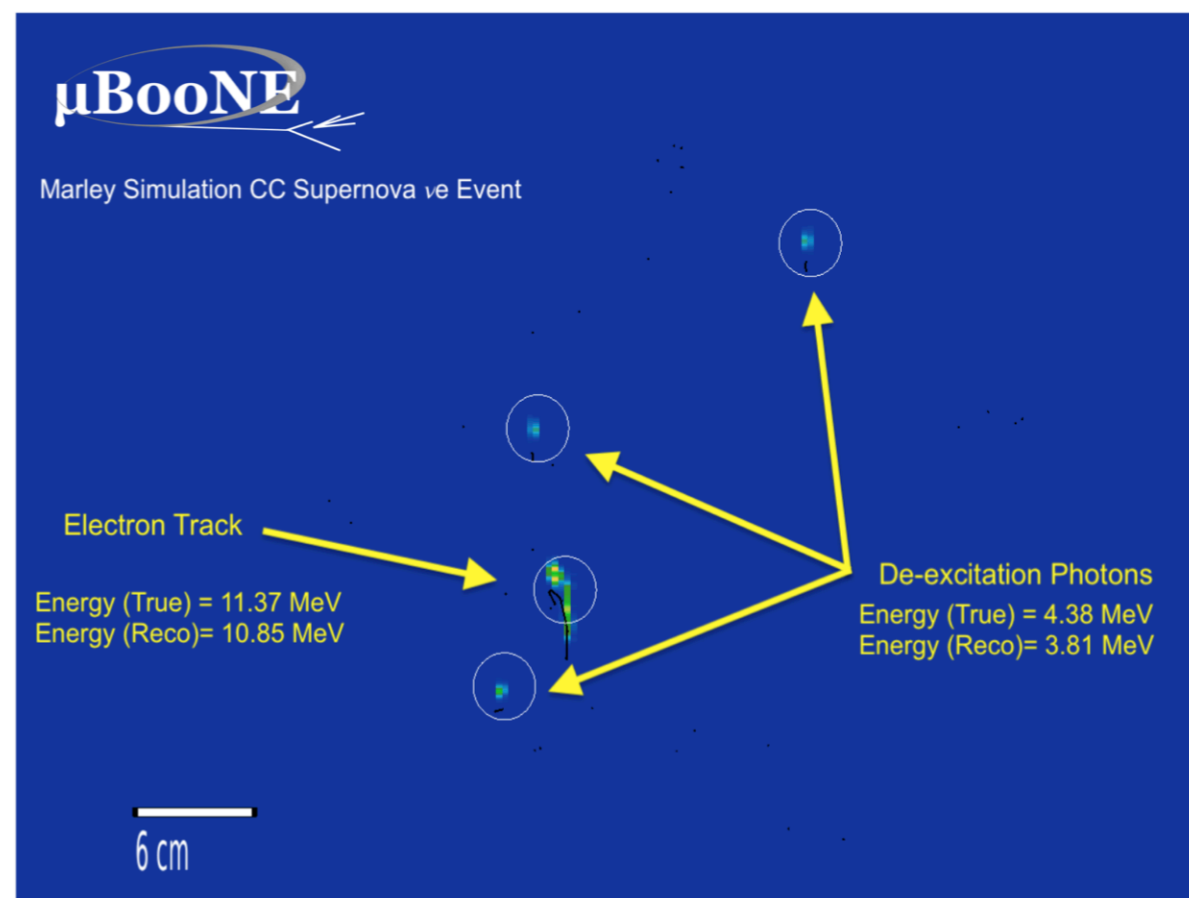 µBooNE
Marley Simulation CC Supernova νe Event
Electron Track
Energy (True) = 11.37 MeV
Energy (Reco)= 10.85 MeV
De-excitation Photons
Energy (True) = 4.38 MeV
Energy (Reco)= 3.81 MeV
6 cm